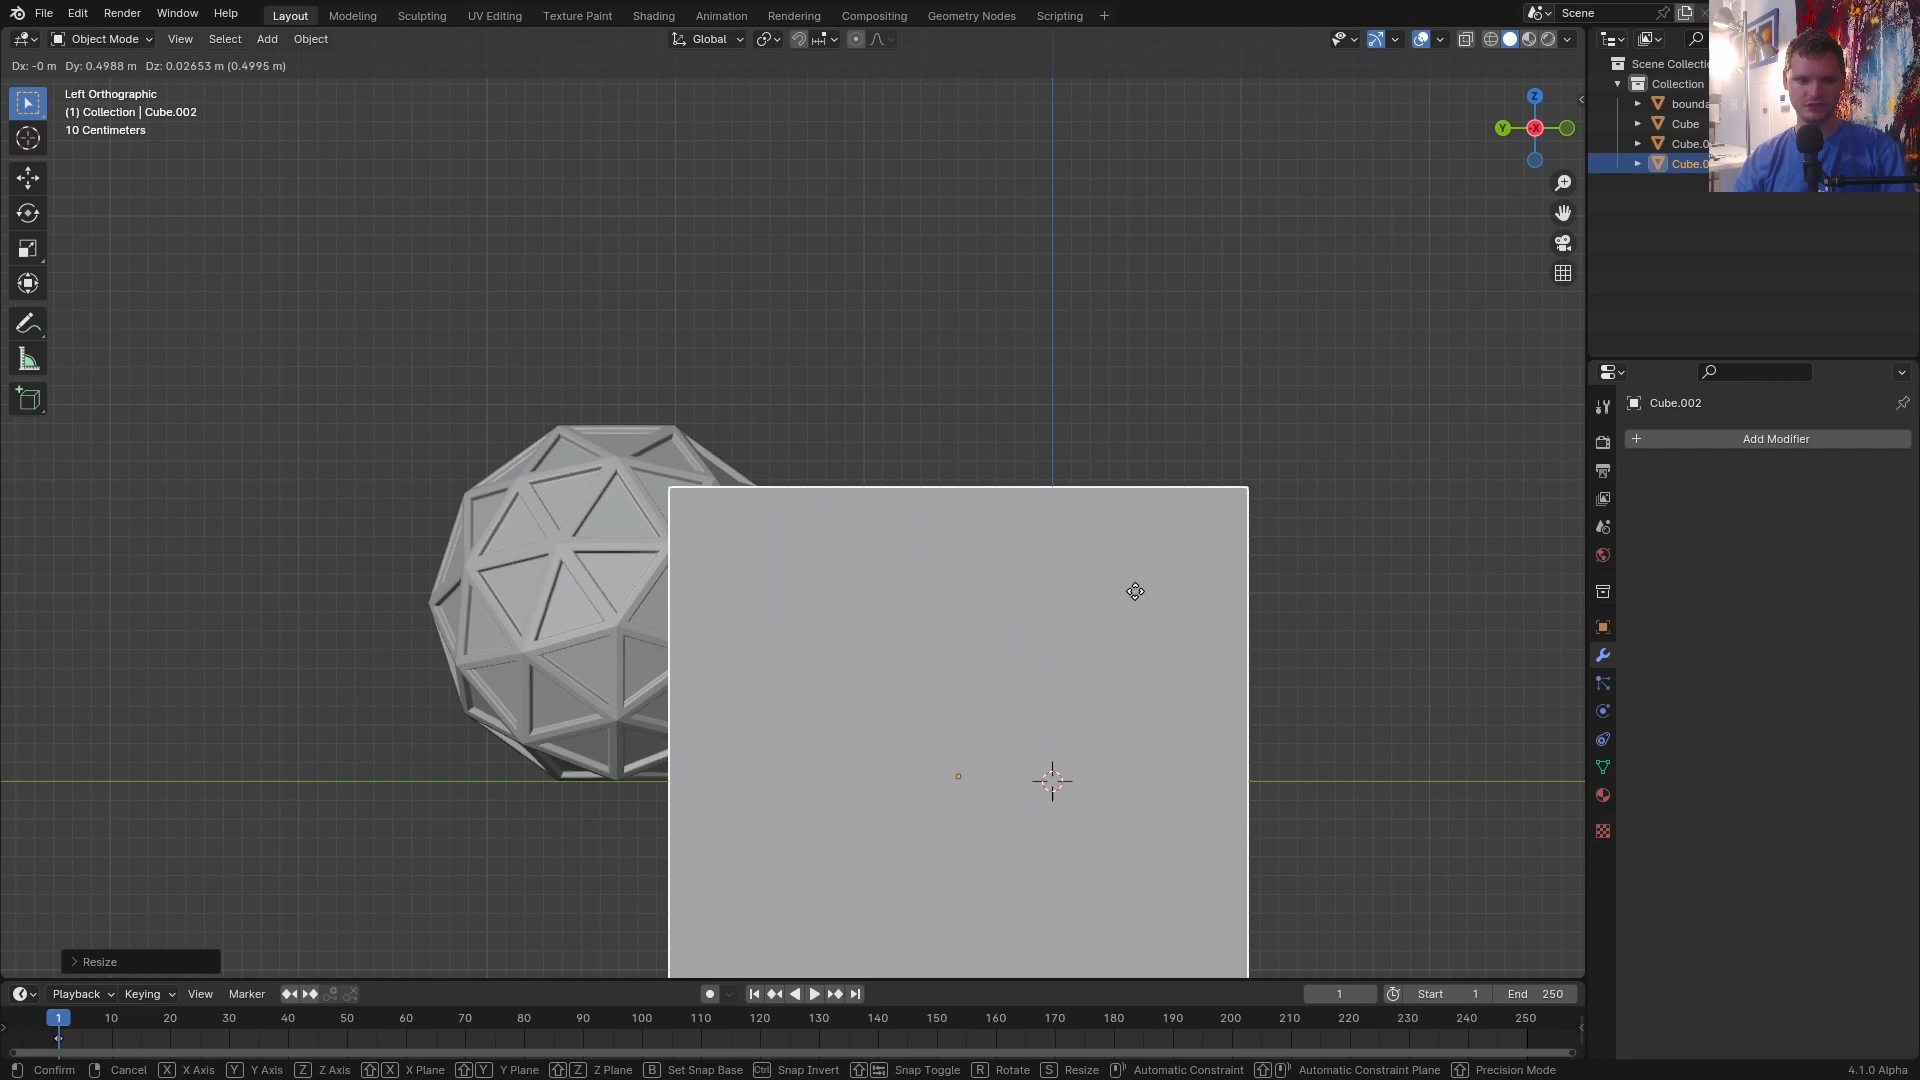 File Edit Render Window Help Layout Modeling Sculpting UV Editing Texture Paint Shading Animation Rendering Compositing Geometry Nodes Scripting + Scene
Object Mode View Select Add Object Global
Dx: -0 m Dy: 0.4988 m Dz: 0.02653 m (0.4995 m)
Left Orthographic
(1) Collection | Cube.002
10 Centimeters
Z
Y
-X
Scene Collectio
Collection
bounda
Cube
Cube.0
Cube.0
Cube.002
+ Add Modifier
Resize
Playback Keying View Marker 1 Start 1 End 250
1 10 20 30 40 50 60 70 80 90 100 110 120 130 140 150 160 170 180 190 200 210 220 230 240 250
Confirm Cancel X X Axis Y Y Axis Z Z Axis X X Plane Y Y Plane Z Z Plane B Set Snap Base Ctrl Snap Invert Snap Toggle R Rotate S Resize Automatic Constraint Automatic Constraint Plane Precision Mode 4.1.0 Alpha